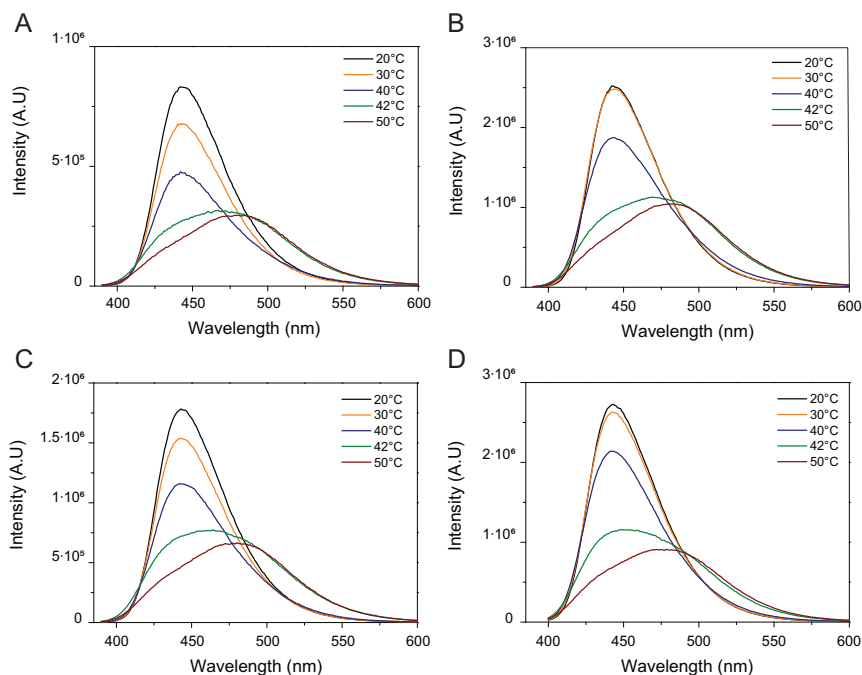 A
1·10⁶
5·10⁵
0
Intensity (A.U)
20°C
30°C
40°C
42°C
50°C
400 450 500 550 600
Wavelength (nm)
B
3·10⁶
2·10⁶
1·10⁶
0
Intensity (A.U)
20°C
30°C
40°C
42°C
50°C
400 450 500 550 600
Wavelength (nm)
C
2·10⁶
1.5·10⁶
1·10⁶
5·10⁵
0
Intensity (A.U)
20°C
30°C
40°C
42°C
50°C
400 450 500 550 600
Wavelength (nm)
D
3·10⁶
2·10⁶
1·10⁶
0
Intensity (A.U)
20°C
30°C
40°C
42°C
50°C
400 450 500 550 600
Wavelength (nm)